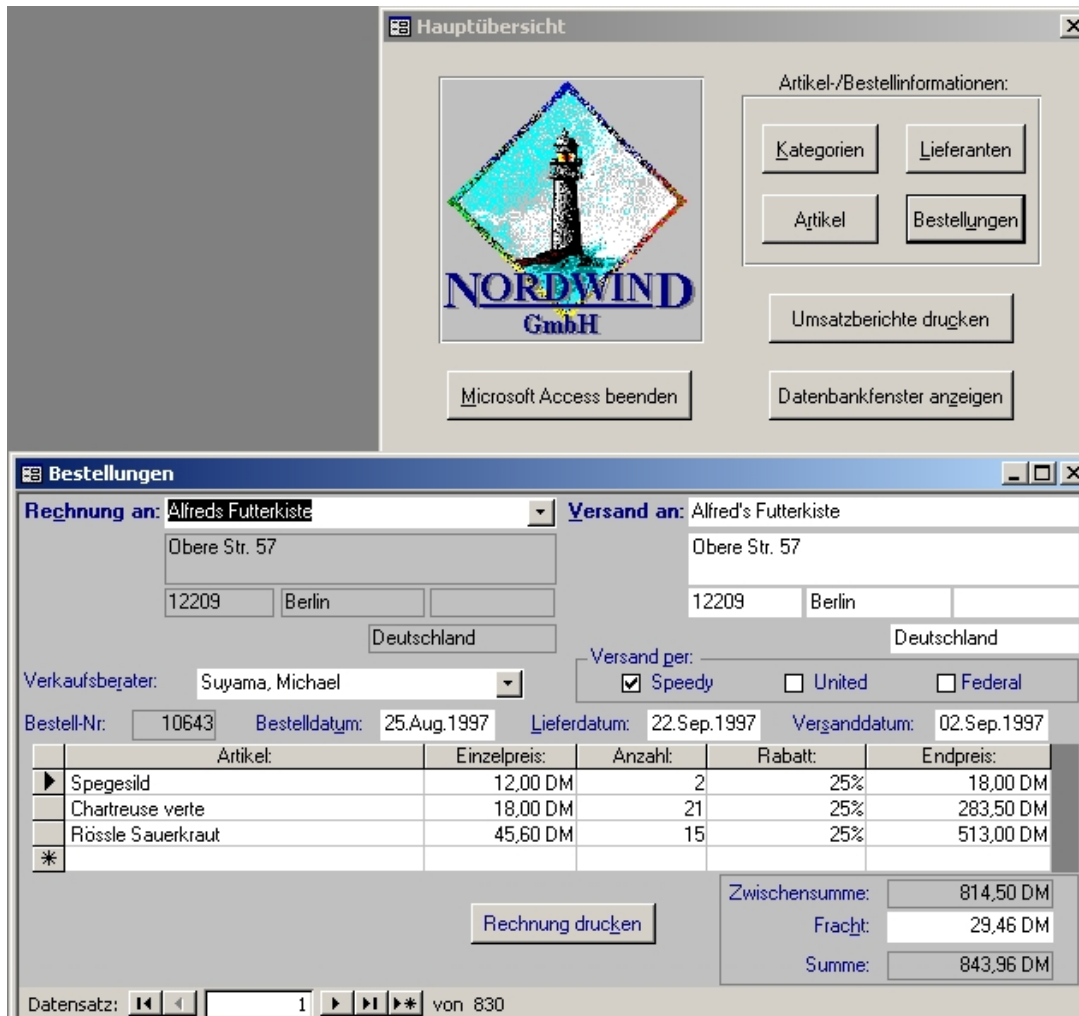 Hauptübersicht
Artikel-/Bestellinformationen:
Kategorien Lieferanten
Artikel Bestellungen
NORDWIND
GmbH
Umsatzberichte drucken
Microsoft Access beenden Datenbankfenster anzeigen
Bestellungen
Rechnung an: Alfreds Futterkiste Versand an: Alfred's Futterkiste
Obere Str. 57 Obere Str. 57
12209 Berlin 12209 Berlin
Deutschland Deutschland
Versand per:
Verkaufsberater: Suyama, Michael Speedy United Federal
Bestell-Nr: 10643 Bestelldatum: 25.Aug.1997 Lieferdatum: 22.Sep.1997 Versanddatum: 02.Sep.1997
Artikel: Einzelpreis: Anzahl: Rabatt: Endpreis:
Spegesild 12,00 DM 2 25% 18,00 DM
Chartreuse verte 18,00 DM 21 25% 283,50 DM
Rössle Sauerkraut 45,60 DM 15 25% 513,00 DM
Zwischensumme: 814,50 DM
Rechnung drucken Fracht: 29,46 DM
Summe: 843,96 DM
Datensatz: 1 von 830